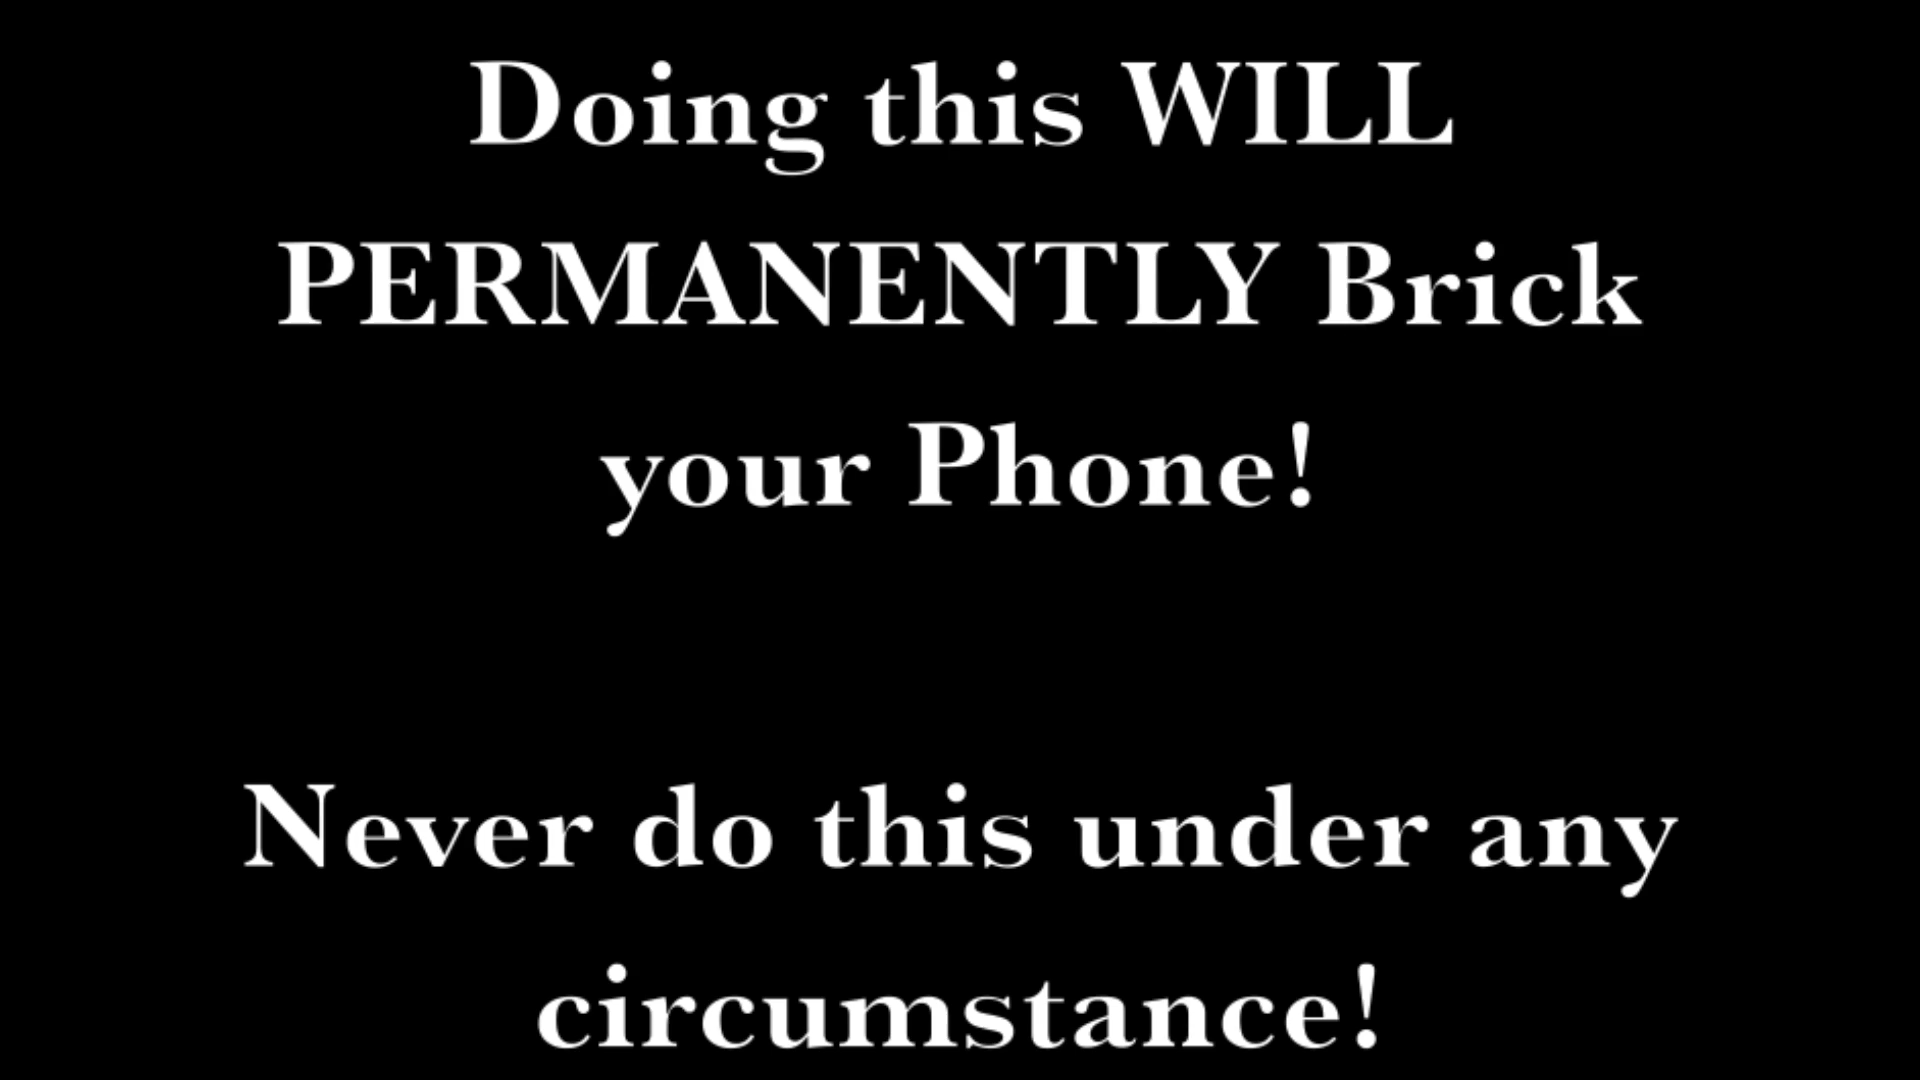 Doing this WILL
PERMANENTLY Brick
your Phone!
Never do this under any
circumstance!